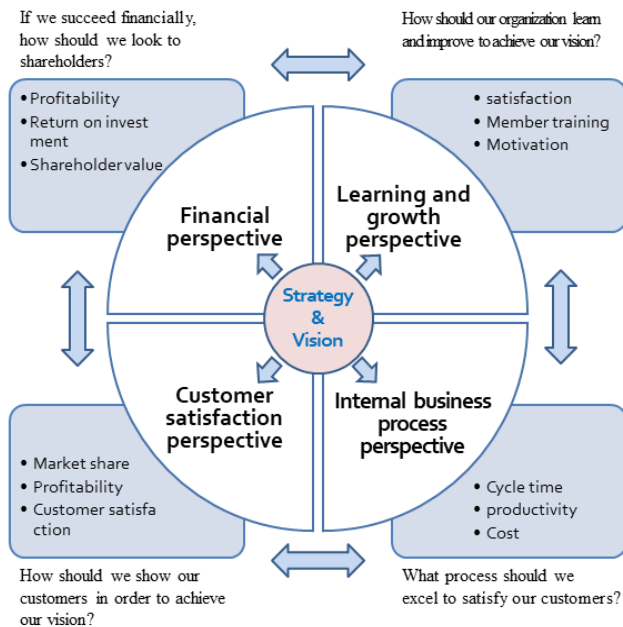 If we succeed financially,
how should we look to
shareholders?
How should our organization learn
and improve to achieve our vision?
• Profitability
• Return on invest
ment
• Shareholder value
• satisfaction
• Member training
• Motivation
Financial
perspective
Learning and
growth
perspective
Strategy
&
Vision
Customer
satisfaction
perspective
Internal business
process
perspective
• Market share
• Profitability
• Customer satisfa
ction
• Cycle time
• productivity
• Cost
How should we show our
customers in order to achieve
our vision?
What process should we
excel to satisfy our customers?